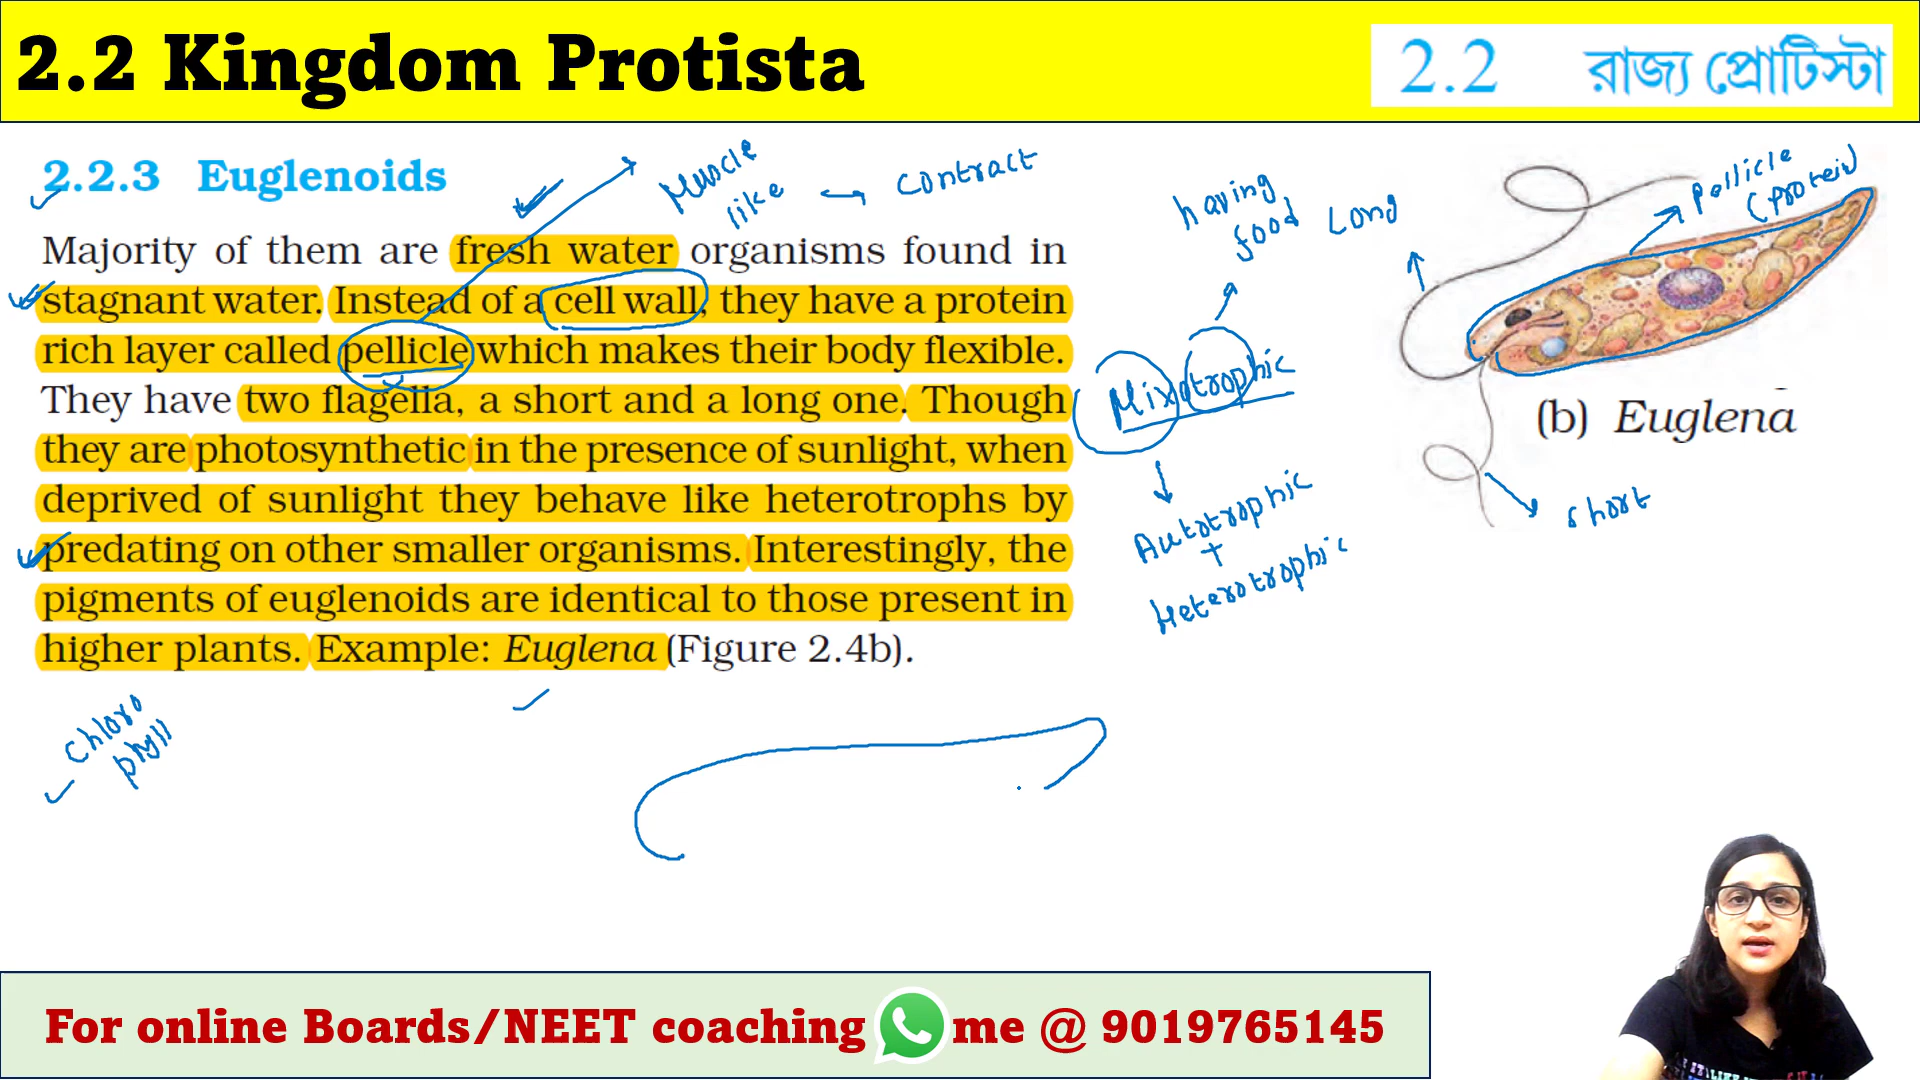 2.2 Kingdom Protista
2.2 রাজ্য প্রোটিস্টা
2.2.3 Euglenoids
Muscle
like → contract
Majority of them are fresh water organisms found in
stagnant water. Instead of a cell wall, they have a protein
rich layer called pellicle which makes their body flexible.
They have two flagella, a short and a long one. Though
they are photosynthetic in the presence of sunlight, when
deprived of sunlight they behave like heterotrophs by
predating on other smaller organisms. Interestingly, the
pigments of euglenoids are identical to those present in
higher plants. Example: Euglena (Figure 2.4b).
Chloro
phyll
having
food
Mixotrophic
Autotrophic
+
Heterotrophic
Long
Pellicle
(protein)
(b) Euglena
short
For online Boards/NEET coaching me @ 9019765145